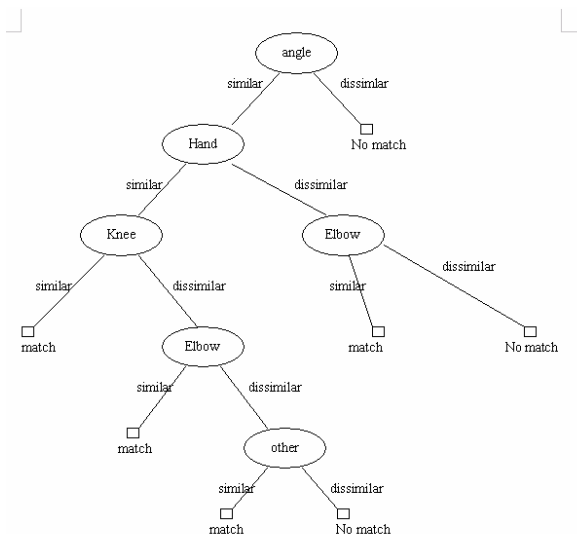 angle
similar
dissimlar
No match
Hand
similar
dissimilar
Knee
Elbow
similar
dissimilar
similar
dissimilar
match
Elbow
match
No match
similar
dissimilar
match
other
similar
dissimilar
match
No match